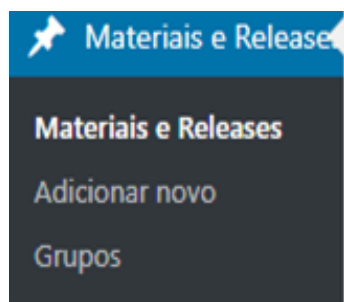 Materiais e Release
Materiais e Releases
Adicionar novo
Grupos